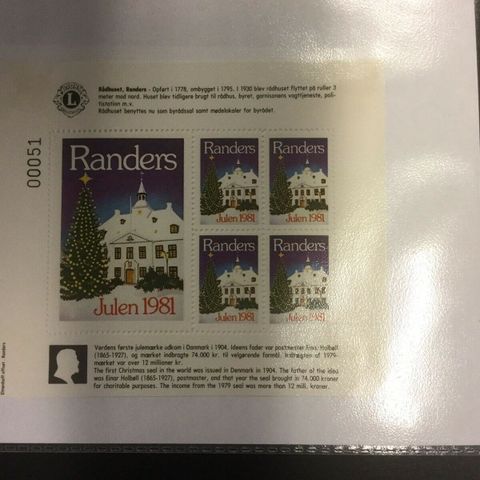 L
Rådhuset, Randers - Opført i 1778, ombygget i 1795. I 1930 blev rådhuset flyttet på ruller 3
meter mod nord. Huset blev tidligere brugt til rådhus, byret, garnisonens vagttjeneste, poli-
tistation m.v.
Rådhuset benyttes nu som byrådssal samt mødelokaler for byrådet.
00051
Randers
Julen 1981
Randers
Julen 1981
Randers
Julen 1981
Randers
Julen 1981
Randers
Julen 1981
Verdens første julemærke udkom i Danmark i 1904. Ideens fader var postmester Einar Holbøll
(1865-1927), og mærket indbragte 74.000 kr. til velgørende formål. Indtægten af 1979-
mærket var over 12 millioner kr.
The first Christmas seal in the world was issued in Denmark in 1904. The father of the idea
was Einar Holbøll (1865-1927), postmaster, and that year the seal brought in 74.000 kroner
for charitable purposes. The income from the 1979 seal was more than 12 mill. kroner.
offset Randers